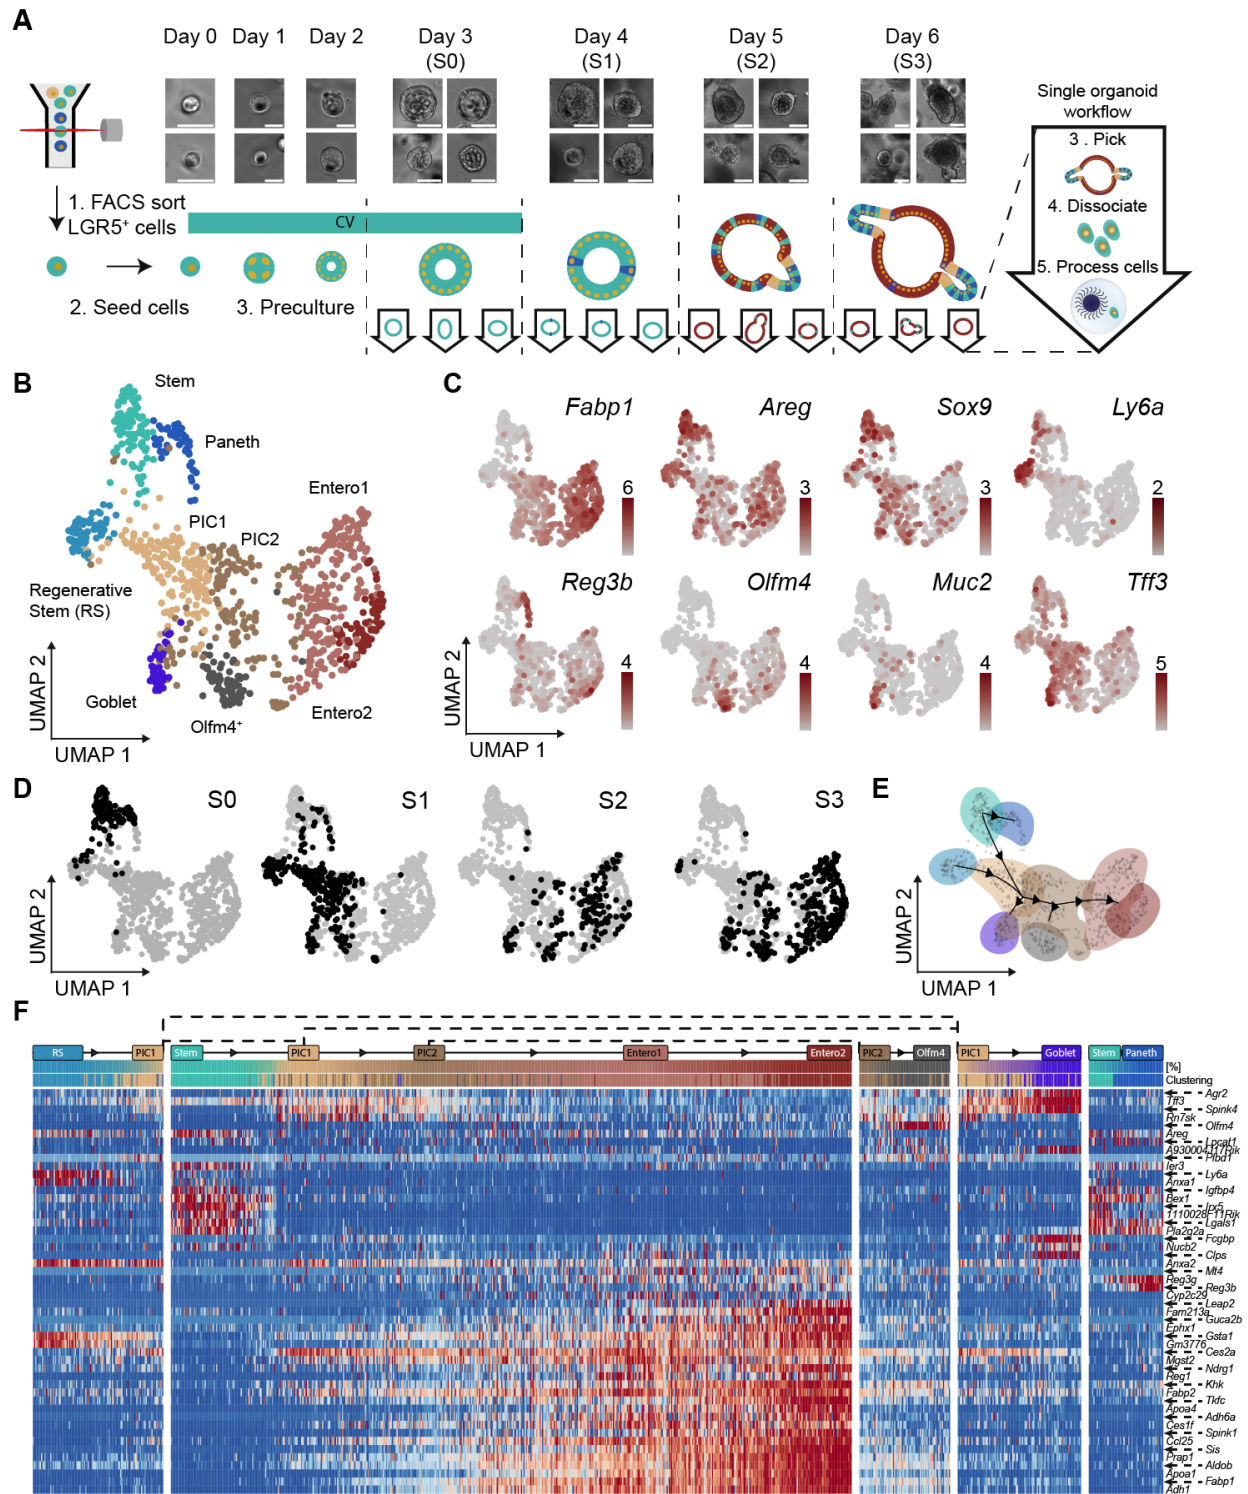 A
Day 0
Day 1
Day 2
Day 3
(S0)
Day 4
(S1)
Day 5
(S2)
Day 6
(S3)
Single organoid
workflow
3 . Pick
4. Dissociate
5. Process cells
1. FACS sort
LGR5+ cells
CV
2. Seed cells
3. Preculture
B
Stem
Paneth
Entero1
PIC1
PIC2
Regenerative
Stem (RS)
Goblet
Olfm4+
Entero2
UMAP 2
UMAP 1
C
Fabp1
6
Areg
3
Sox9
3
Ly6a
2
Reg3b
4
Olfm4
4
Muc2
4
Tff3
5
UMAP 2
UMAP 1
D
S0
S1
S2
S3
UMAP 2
UMAP 1
E
UMAP 2
UMAP 1
F
RS
PIC1
Stem
PIC1
PIC2
Entero1
Entero2
PIC2
Olfm4
PIC1
Goblet
Stem
Paneth
[%]
Clustering
Agr2
Tff3
Spink4
Rn7sk
Olfm4
Areg
Lpcat1
A930004J17Rik
Plbd1
Ier3
Ly6a
Anxa1
Igfbp4
Bex1
Irx5
1110028F11Rik
Lgals1
Pla2g2a
Fcgbp
Nucb2
Clps
Anxa2
Mt4
Reg3g
Reg3b
Cyp2c29
Leap2
Fam213a
Guca2b
Ephx1
Gsta1
Gm3776
Ces2a
Mgst2
Ndrg1
Reg1
Khk
Fabp2
Tkfc
Apoa4
Adh6a
Ces1f
Spink1
Ccl25
Sis
Prap1
Aldob
Apoa1
Fabp1
Adh1